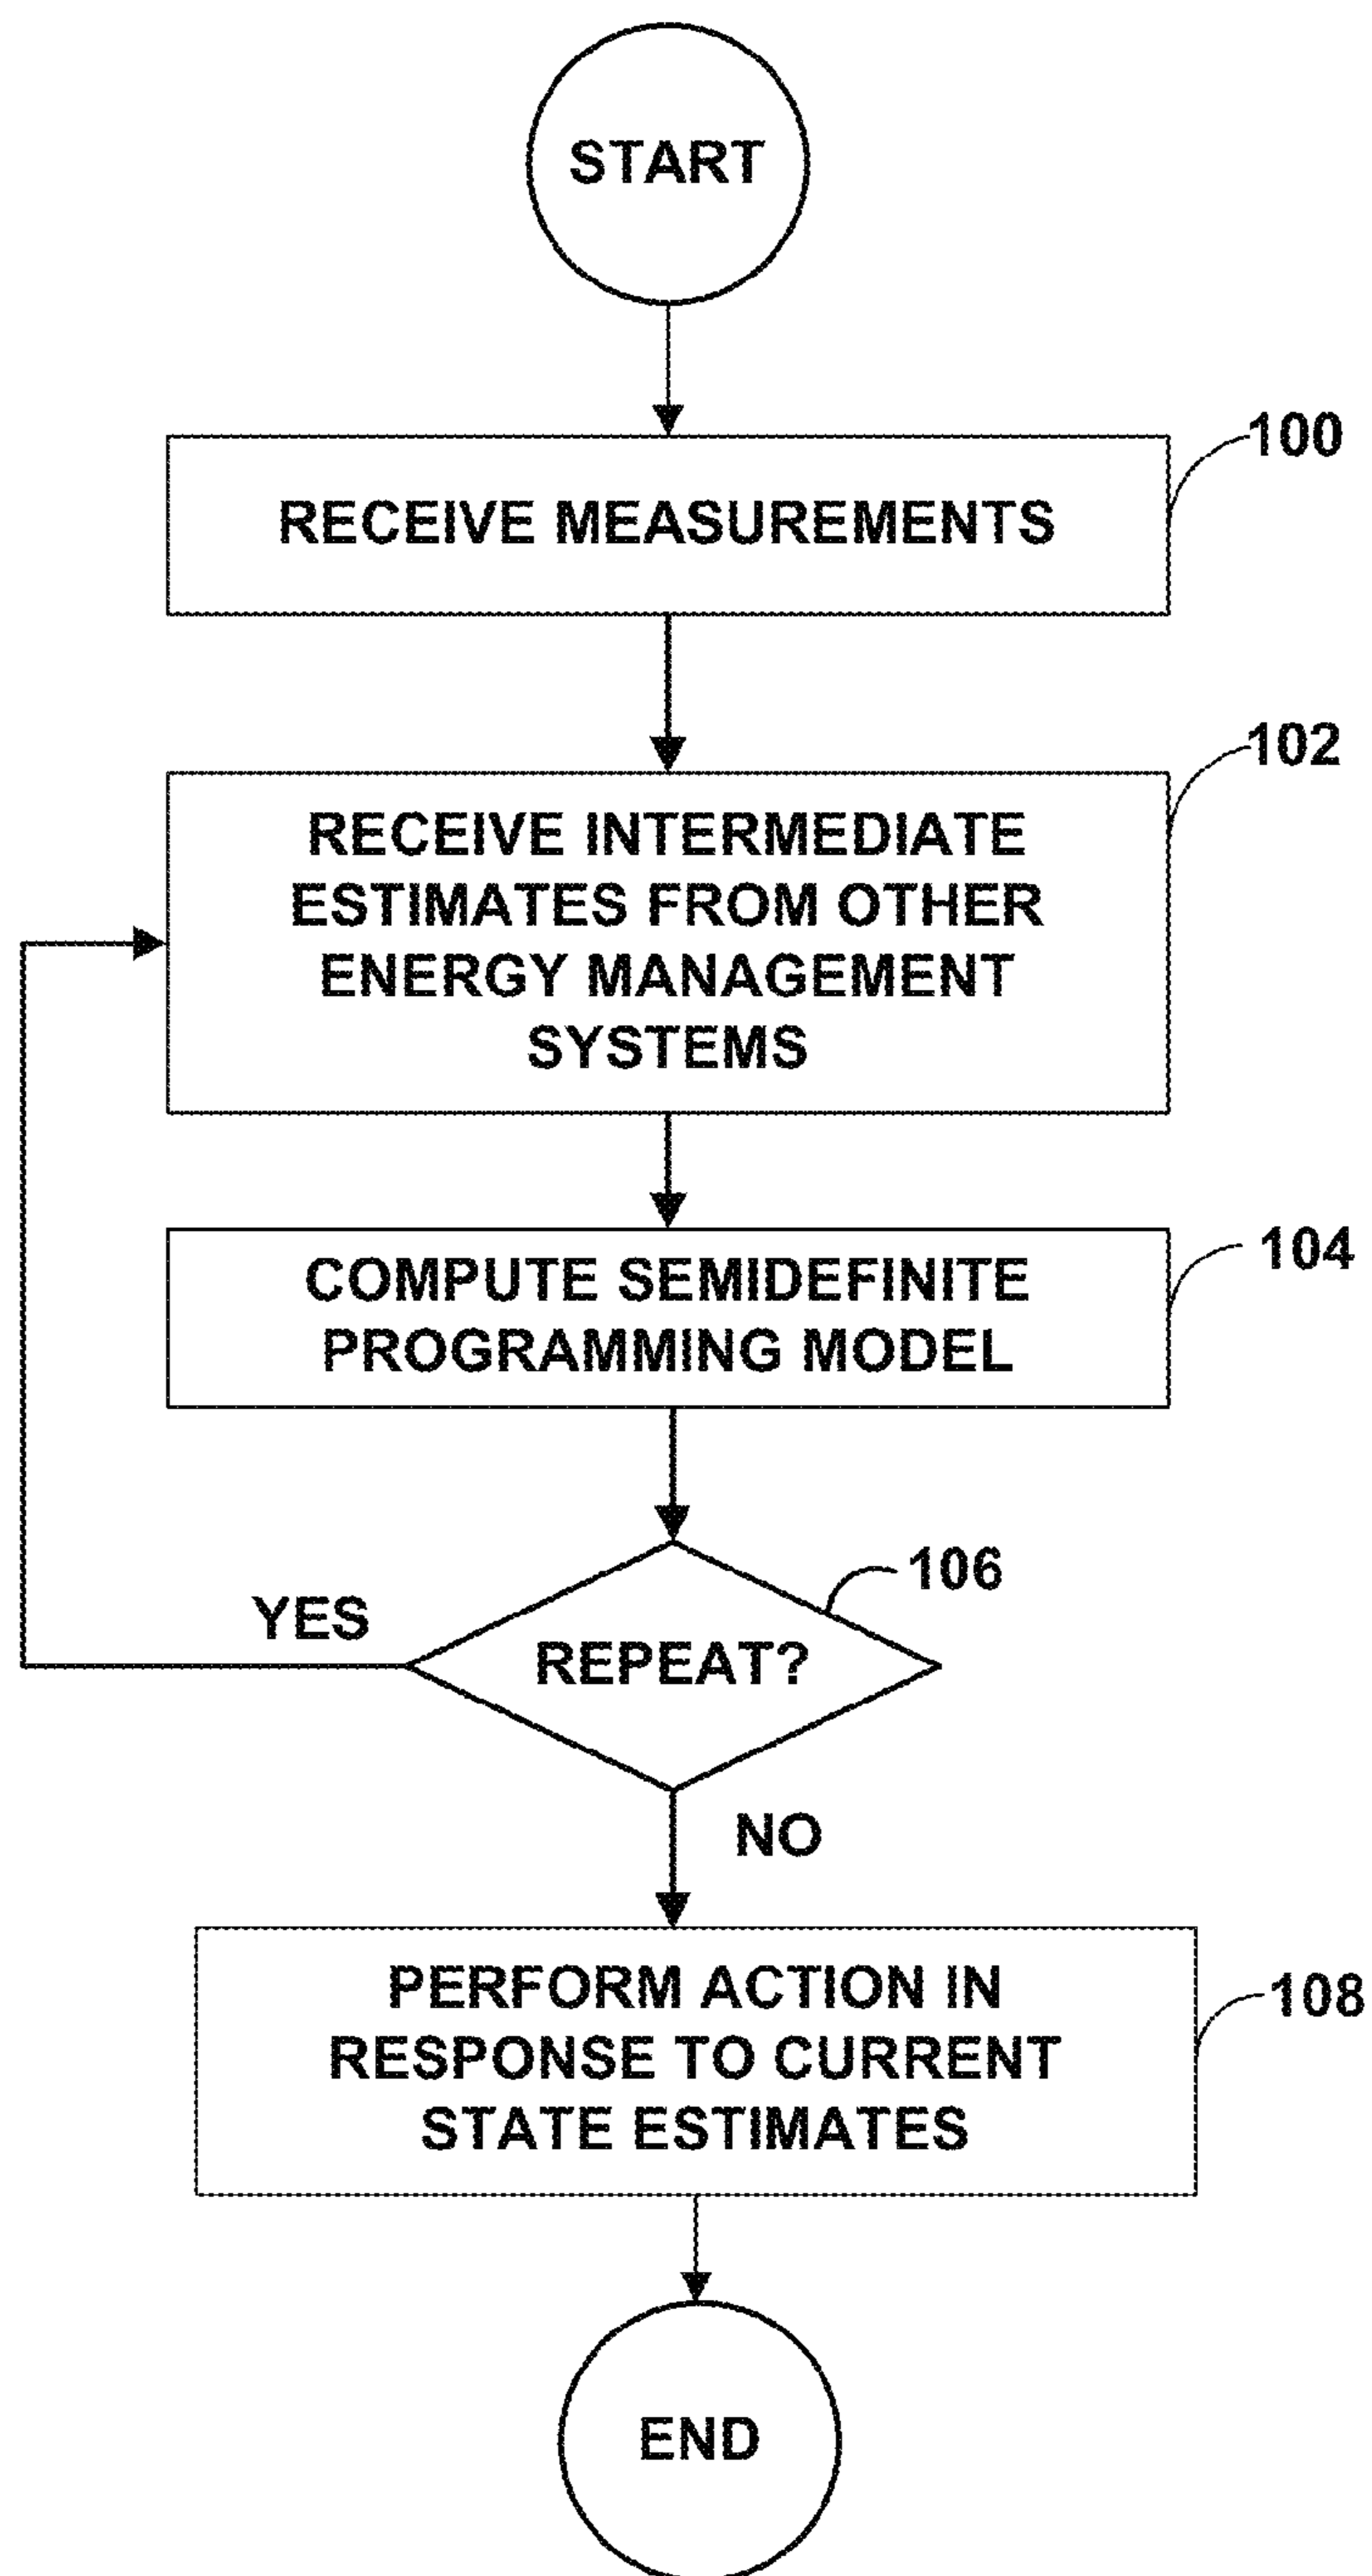 START
RECEIVE MEASUREMENTS
100
RECEIVE INTERMEDIATE
ESTIMATES FROM OTHER
ENERGY MANAGEMENT
SYSTEMS
102
COMPUTE SEMIDEFINITE
PROGRAMMING MODEL
104
REPEAT?
106
YES
NO
PERFORM ACTION IN
RESPONSE TO CURRENT
STATE ESTIMATES
108
END